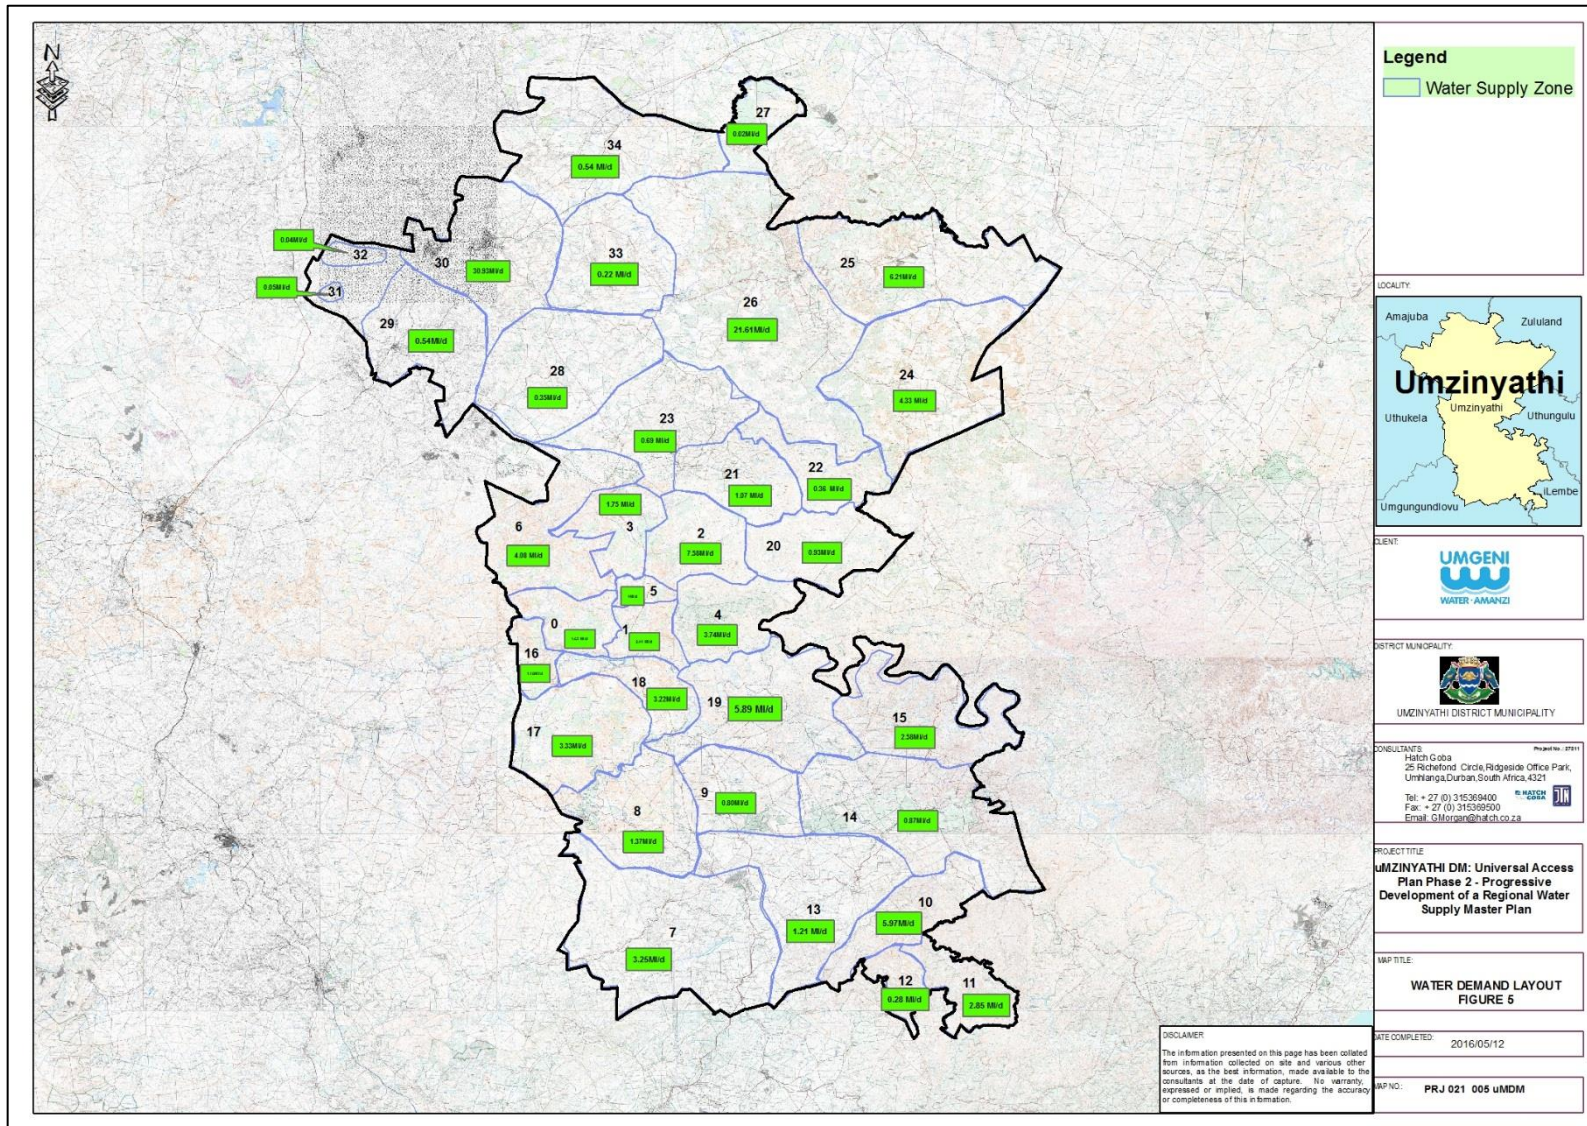 N
27
0.02Ml/d
34
0.54 Ml/d
0.04Ml/d
32
30
30.93Ml/d
33
0.22 Ml/d
25
6.21Ml/d
0.05Ml/d
31
29
0.54Ml/d
26
21.61Ml/d
28
0.35Ml/d
24
4.33 Ml/d
23
0.69 Ml/d
21
1.07 Ml/d
22
0.36 Ml/d
1.75 Ml/d
3
6
2
7.38Ml/d
20
0.93Ml/d
5
0
1
4
3.74Ml/d
16
18
3.22Ml/d
19
5.89 Ml/d
15
2.58Ml/d
17
3.33Ml/d
9
0.80Ml/d
8
1.37Ml/d
14
0.87Ml/d
10
5.97Ml/d
13
1.21 Ml/d
7
3.25Ml/d
12
0.28 Ml/d
11
2.85 Ml/d
DISCLAIMER
The information presented on this page has been collated
from information collected on site and various other
sources, as the best information, made available to the
consultants at the date of capture. No warranty,
expressed or implied, is made regarding the accuracy
or completeness of this information.
Legend
Water Supply Zone
LOCALITY:
Amajuba
Zululand
Umzinyathi
Umzinyathi
Uthukela
Uthungulu
iLembe
Umgungundlovu
CLIENT:
UMGENI
WATER·AMANZI
DISTRICT MUNICIPALITY:
UMZINYATHI DISTRICT MUNICIPALITY
CONSULTANTS:
Hatch Goba
25 Richefond Circle,Ridgeside Office Park,
Umhlanga,Durban,South Africa,4321
Tel: + 27 (0) 315369400
Fax: + 27 (0) 315369500
Email: GMorgan@hatch.co.za
HATCH
GOBA
PROJECT TITLE
uMZINYATHI DM: Universal Access
Plan Phase 2 - Progressive
Development of a Regional Water
Supply Master Plan
MAP TITLE:
WATER DEMAND LAYOUT
FIGURE 5
DATE COMPLETED:
2016/05/12
MAP NO.:
PRJ 021 005 uMDM